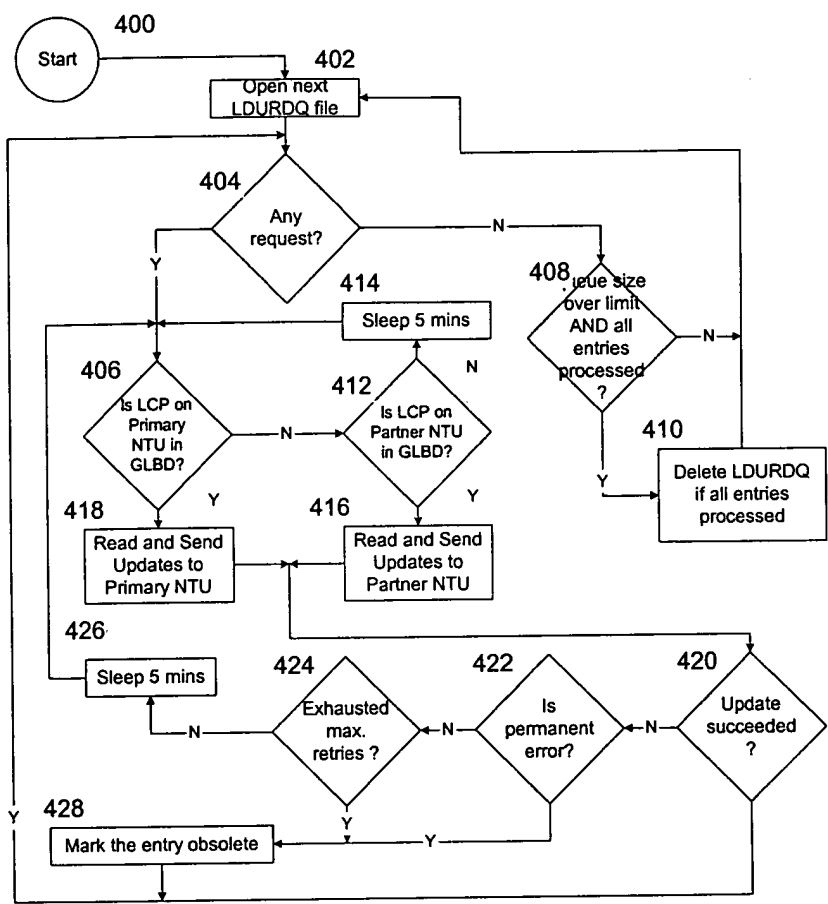 400
Start
402
Open next
LDURDQ file
404
Any
request?
N
Y
408
ueue size
over limit
AND all
entries
processed
?
N
Y
410
Delete LDURDQ
if all entries
processed
414
Sleep 5 mins
N
406
Is LCP on
Primary
NTU in
GLBD?
N
Y
412
Is LCP on
Partner NTU
in GLBD?
Y
418
Read and Send
Updates to
Primary NTU
416
Read and Send
Updates to
Partner NTU
420
Update
succeeded
?
N
422
Is
permanent
error?
N
Y
424
Exhausted
max.
retries ?
N
Y
426
Sleep 5 mins
428
Mark the entry obsolete
Y